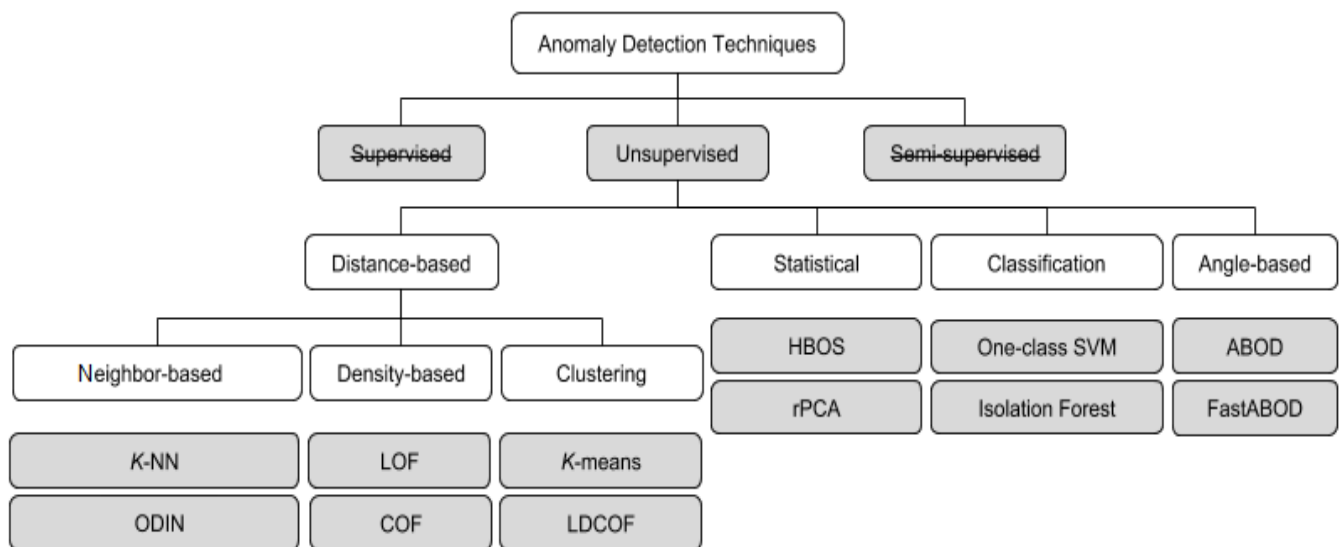 Anomaly Detection Techniques
Supervised
Unsupervised
Semi-supervised
Distance-based
Statistical
Classification
Angle-based
Neighbor-based
Density-based
Clustering
HBOS
One-class SVM
ABOD
rPCA
Isolation Forest
FastABOD
K-NN
LOF
K-means
ODIN
COF
LDCOF